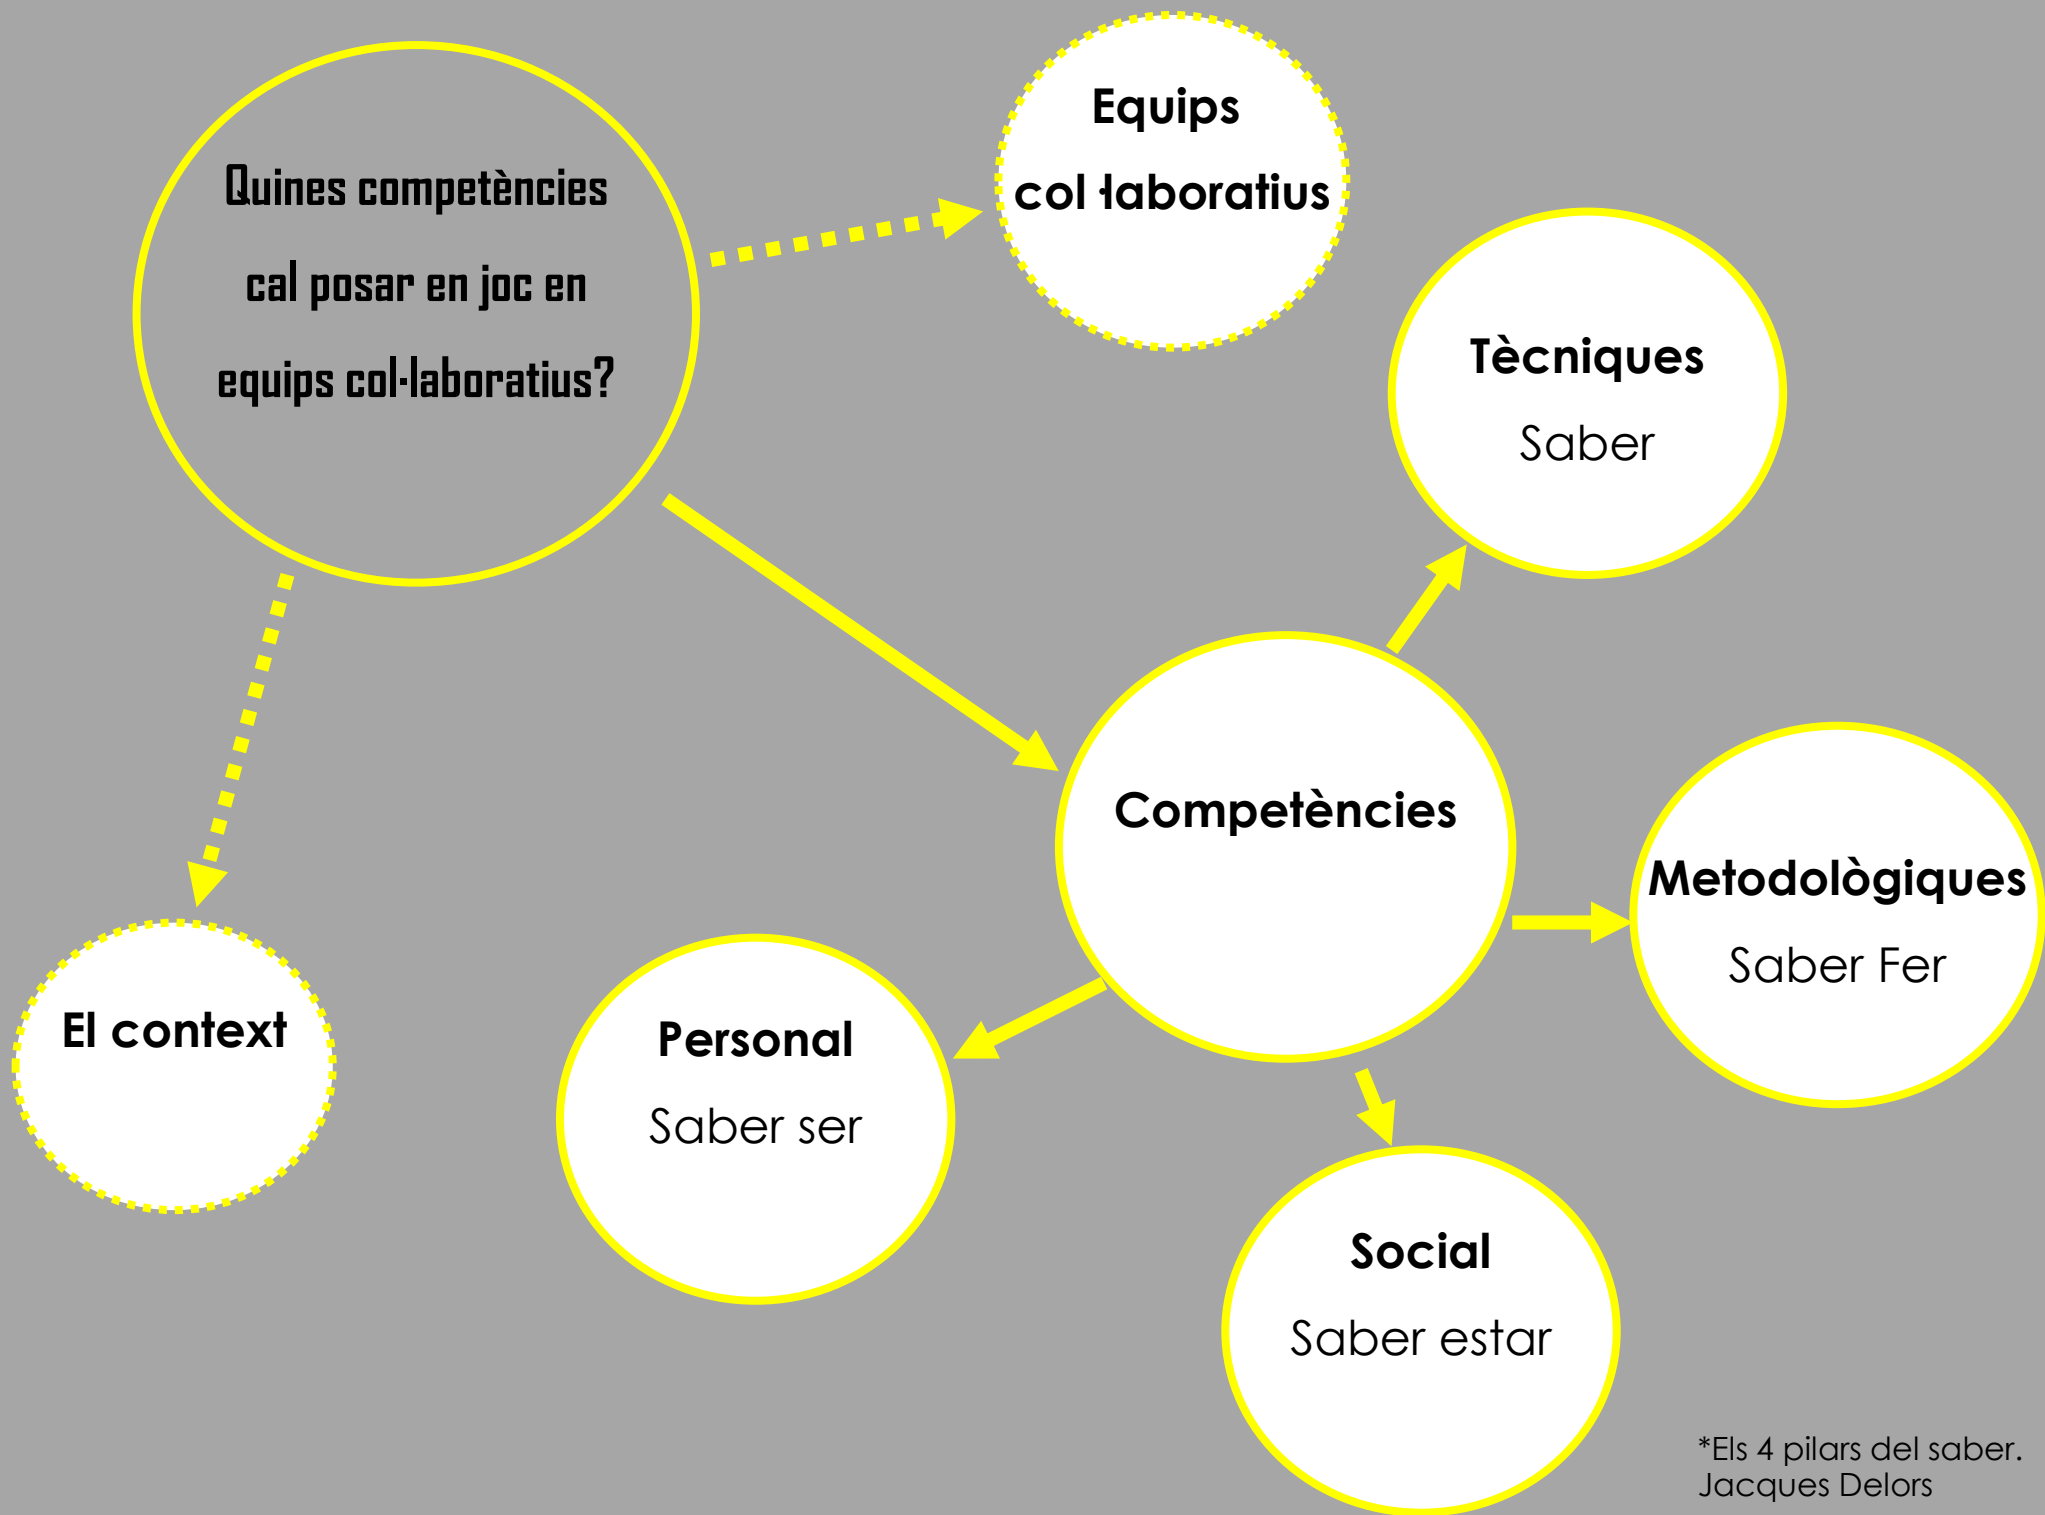 Quines competències
cal posar en joc en
equips col·laboratius?
Equips
col·laboratius
Tècniques
Saber
Competències
Metodològiques
Saber Fer
El context
Personal
Saber ser
Social
Saber estar
*Els 4 pilars del saber.
Jacques Delors